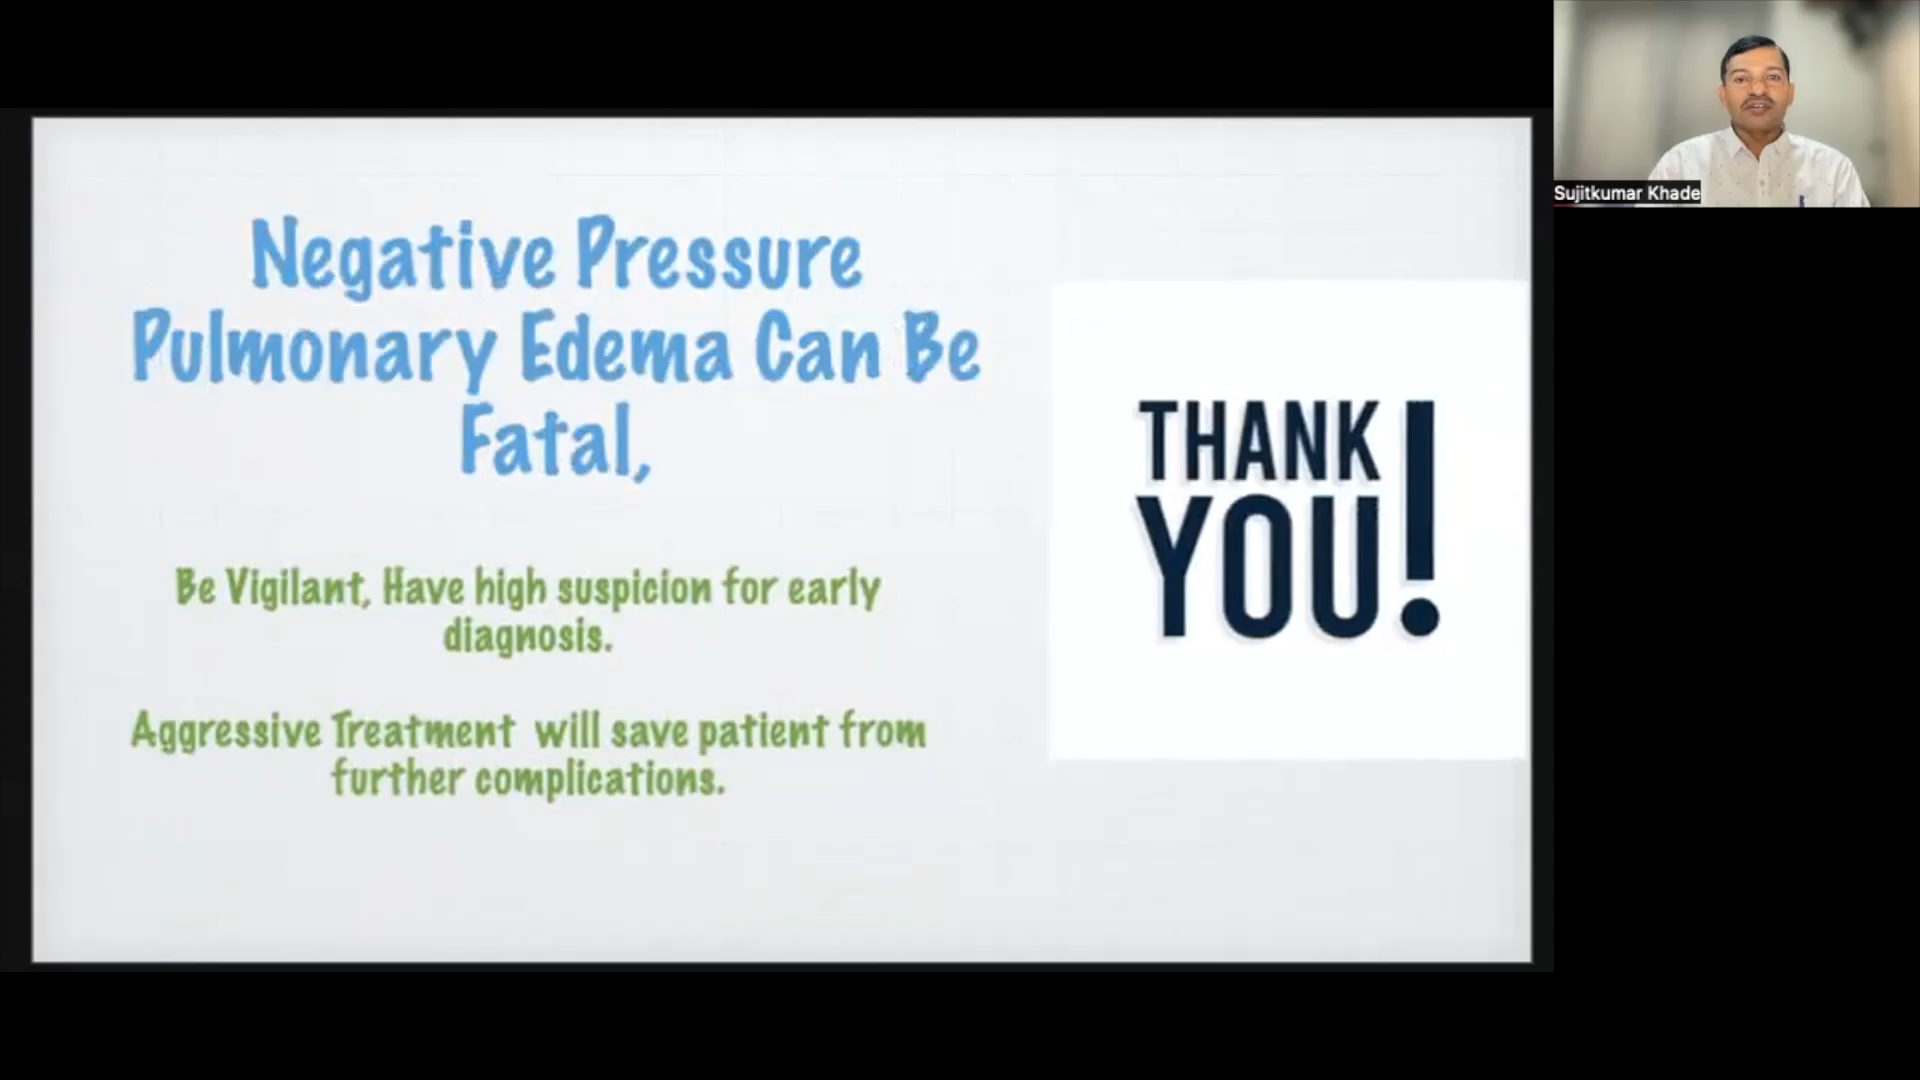 Negative Pressure
Pulmonary Edema Can Be
Fatal,
Be Vigilant, Have high suspicion for early
diagnosis.
Aggressive Treatment will save patient from
further complications.
THANK
YOU!
Sujitkumar Khade